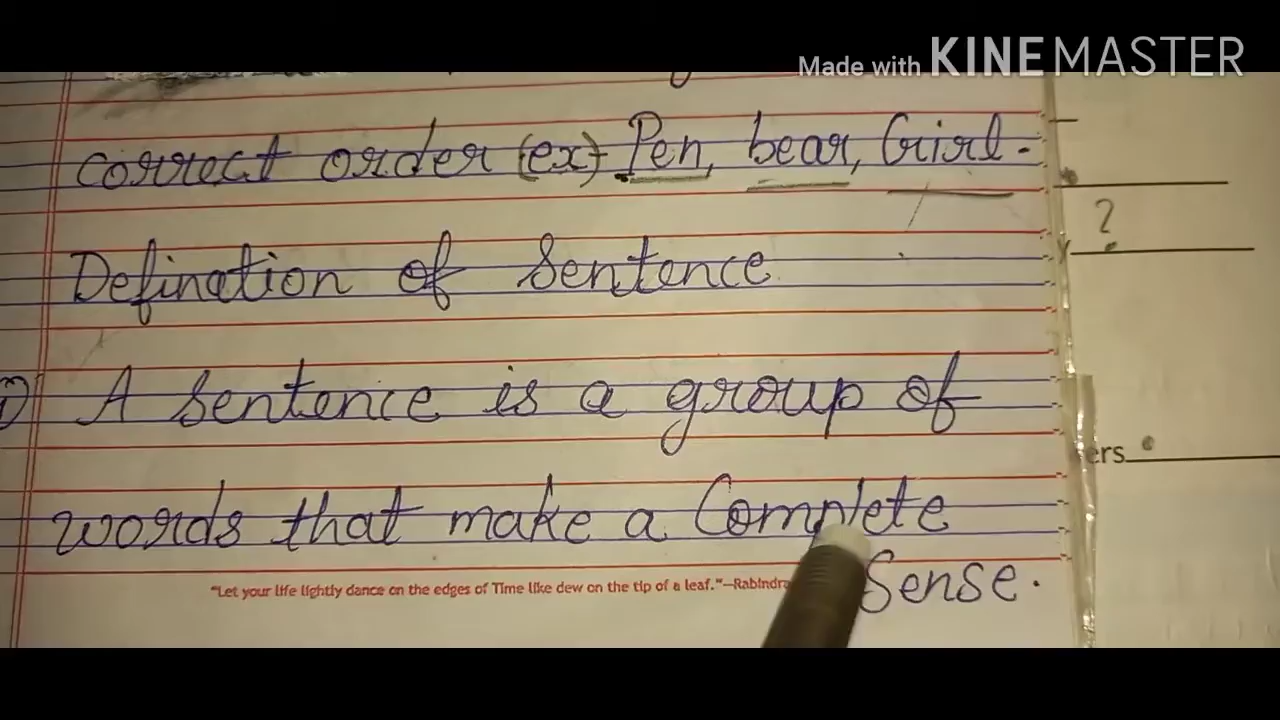 Made with KINEMASTER
correct order (ex) Pen, bear, Girl.
?
Defination of Sentence
A Sentence is a group of
ers
words that make a Complete
Sense.
"Let your life lightly dance on the edges of Time like dew on the tip of a leaf."—Rabindra